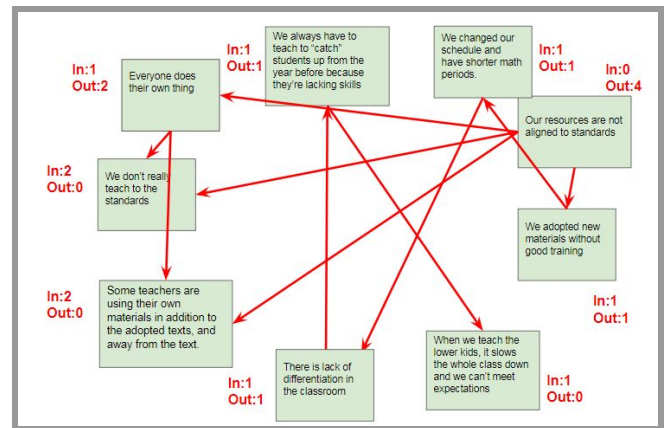 We always have to
teach to “catch”
students up from the
year before because
they're lacking skills
In:1
Out:1
We changed our
schedule and
have shorter math
periods.
In:1
Out:1
In:0
Out:4
Our resources are not
aligned to standards
In:1
Out:2
Everyone does
their own thing
In:2
Out:0
We don't really
teach to the
standards
We adopted new
materials without
good training
In:1
Out:1
In:2
Out:0
Some teachers are
using their own
materials in addition to
the adopted texts, and
away from the text.
In:1
Out:1
There is lack of
differentiation in
the classroom
When we teach the
lower kids, it slows
the whole class down
and we can't meet
expectations
In:1
Out:0